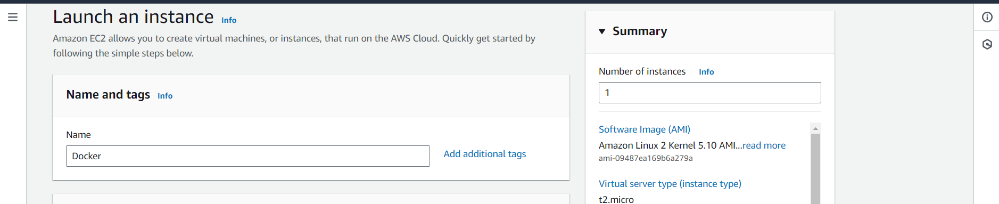 Launch an instance Info
Amazon EC2 allows you to create virtual machines, or instances, that run on the AWS Cloud. Quickly get started by
following the simple steps below.
Name and tags Info
Name
Docker
Add additional tags
Summary
Number of instances Info
1
Software Image (AMI)
Amazon Linux 2 Kernel 5.10 AMI...read more
ami-09487ea169b6a279a
Virtual server type (instance type)
t2.micro